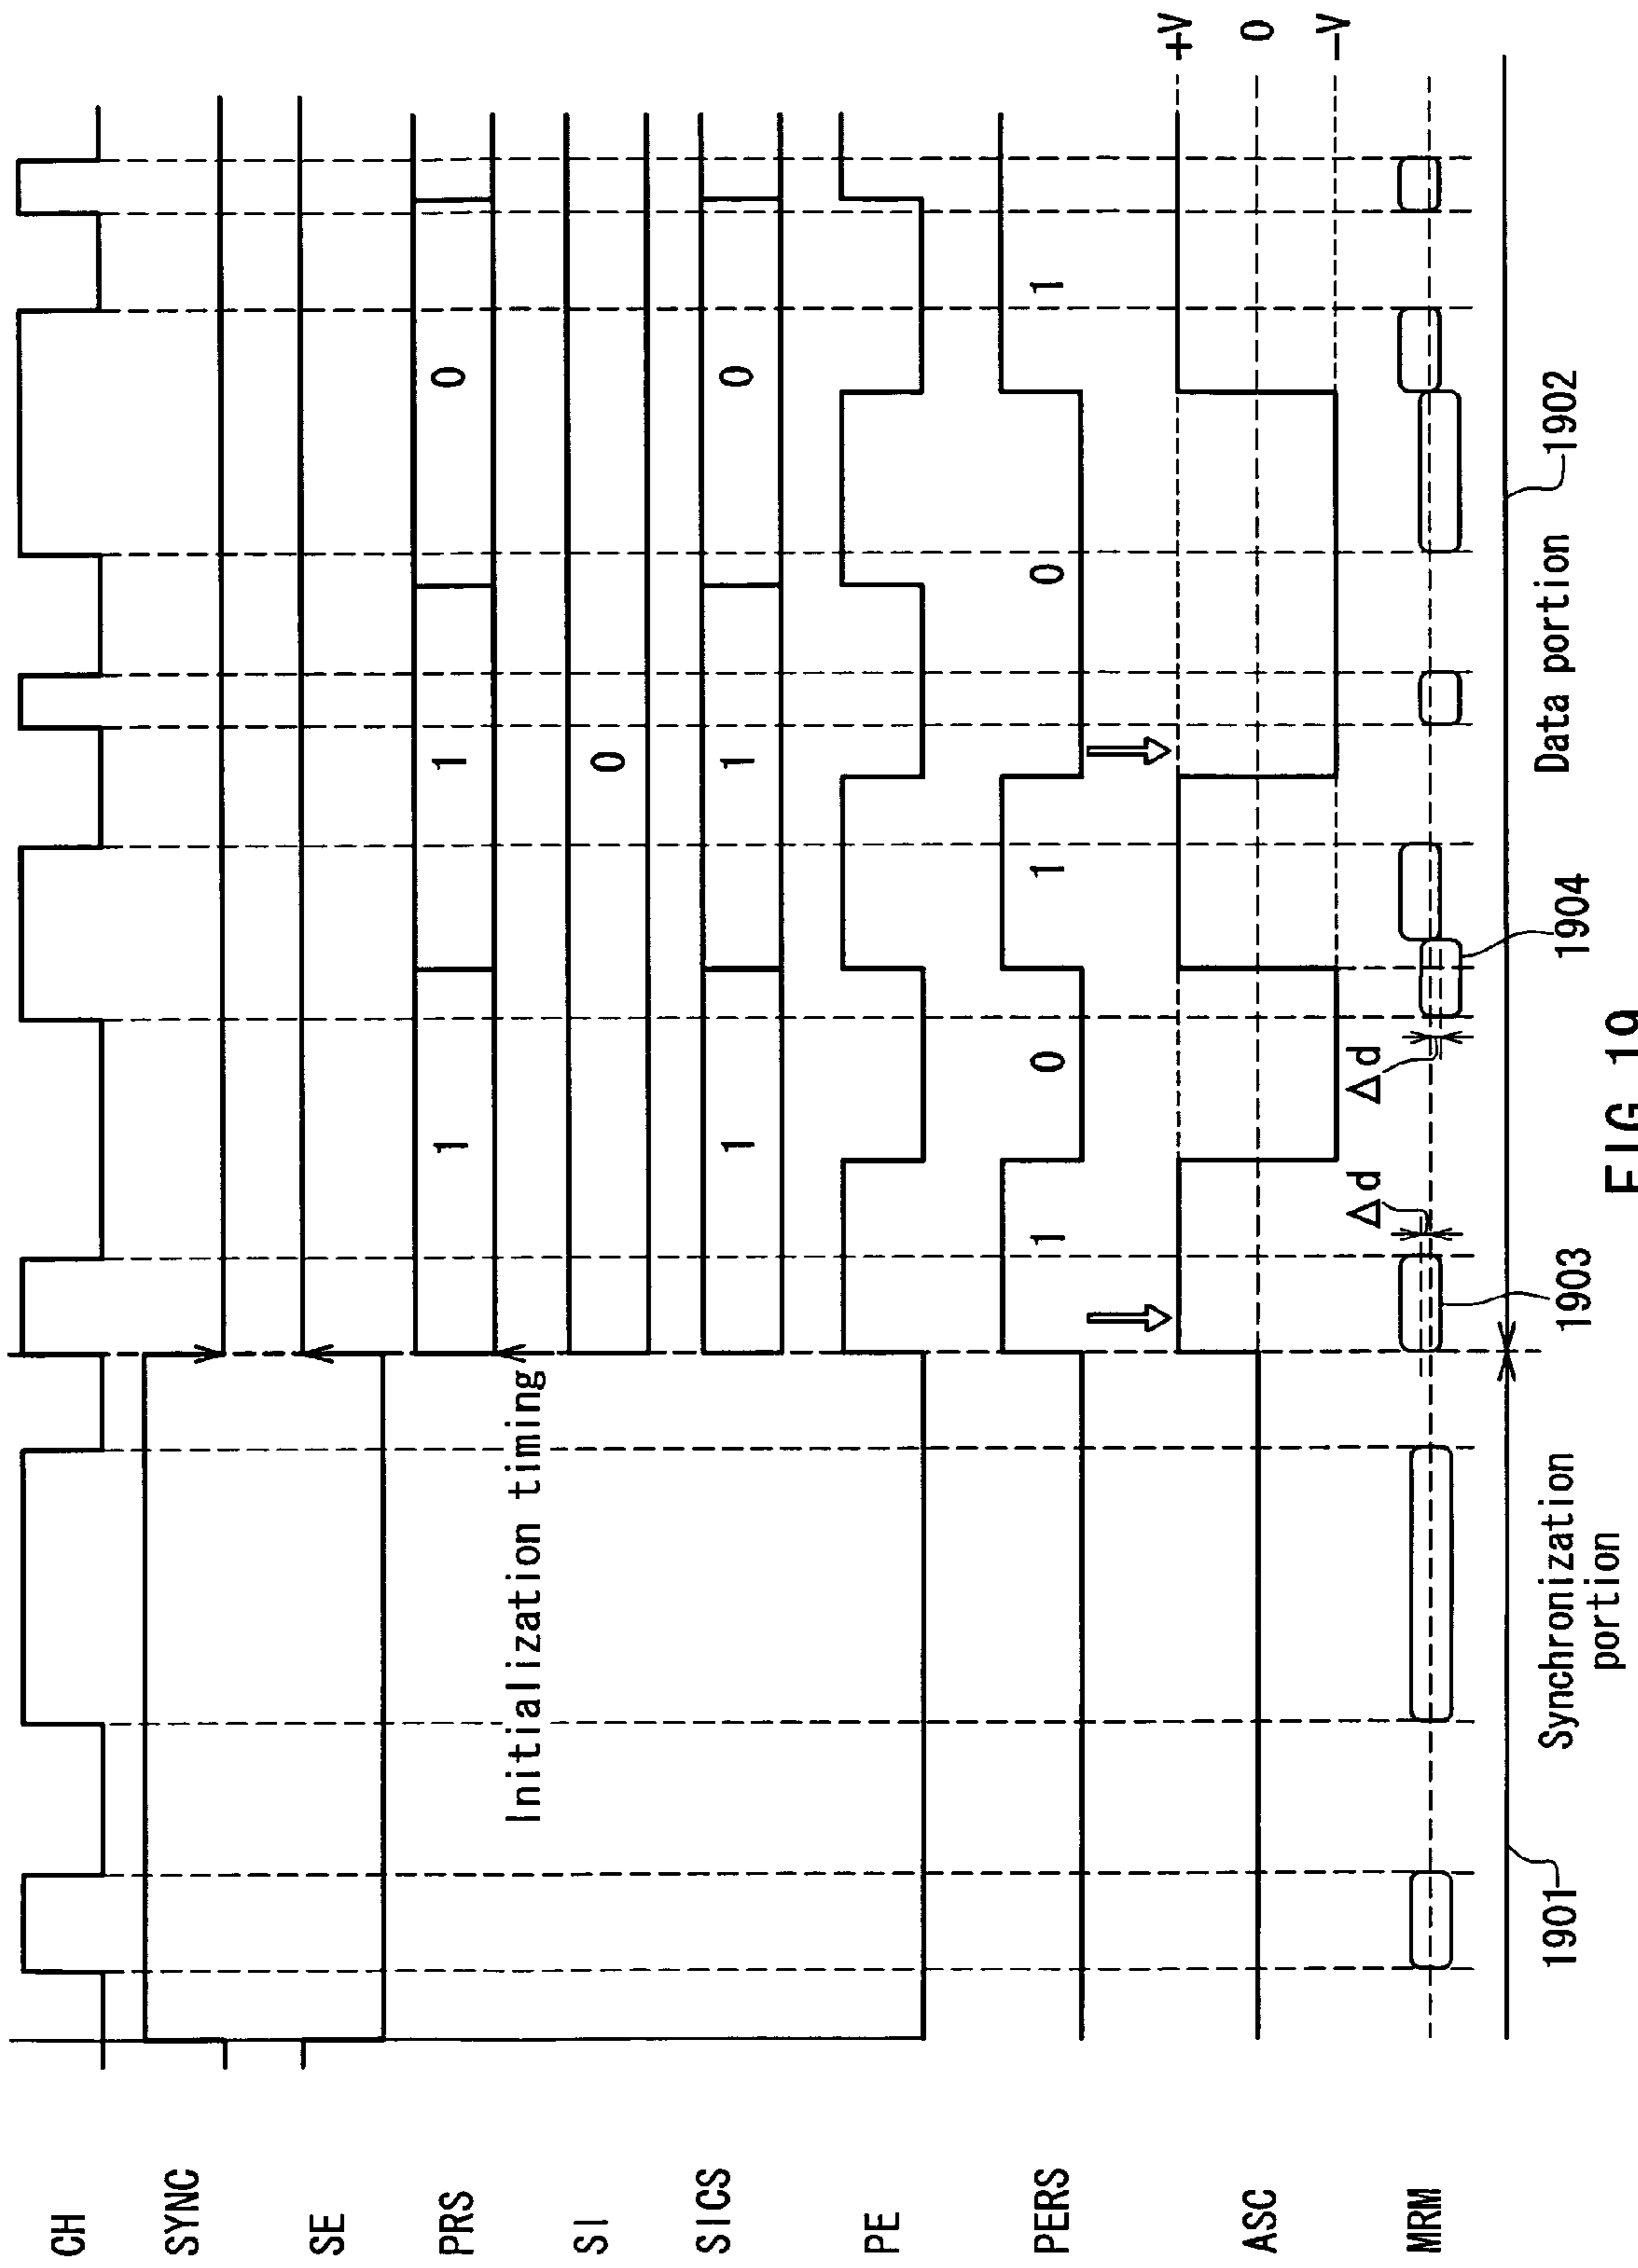 CH
SYNC
SE
Initialization timing
PRS
1
1
0
SI
0
SICS
1
1
0
PE
PERS
1
0
1
0
1
ASC
+V
0
-V
Δd
Δd
MRM
1903
1904
1901
Synchronization
portion
Data portion
1902
FIG. 19